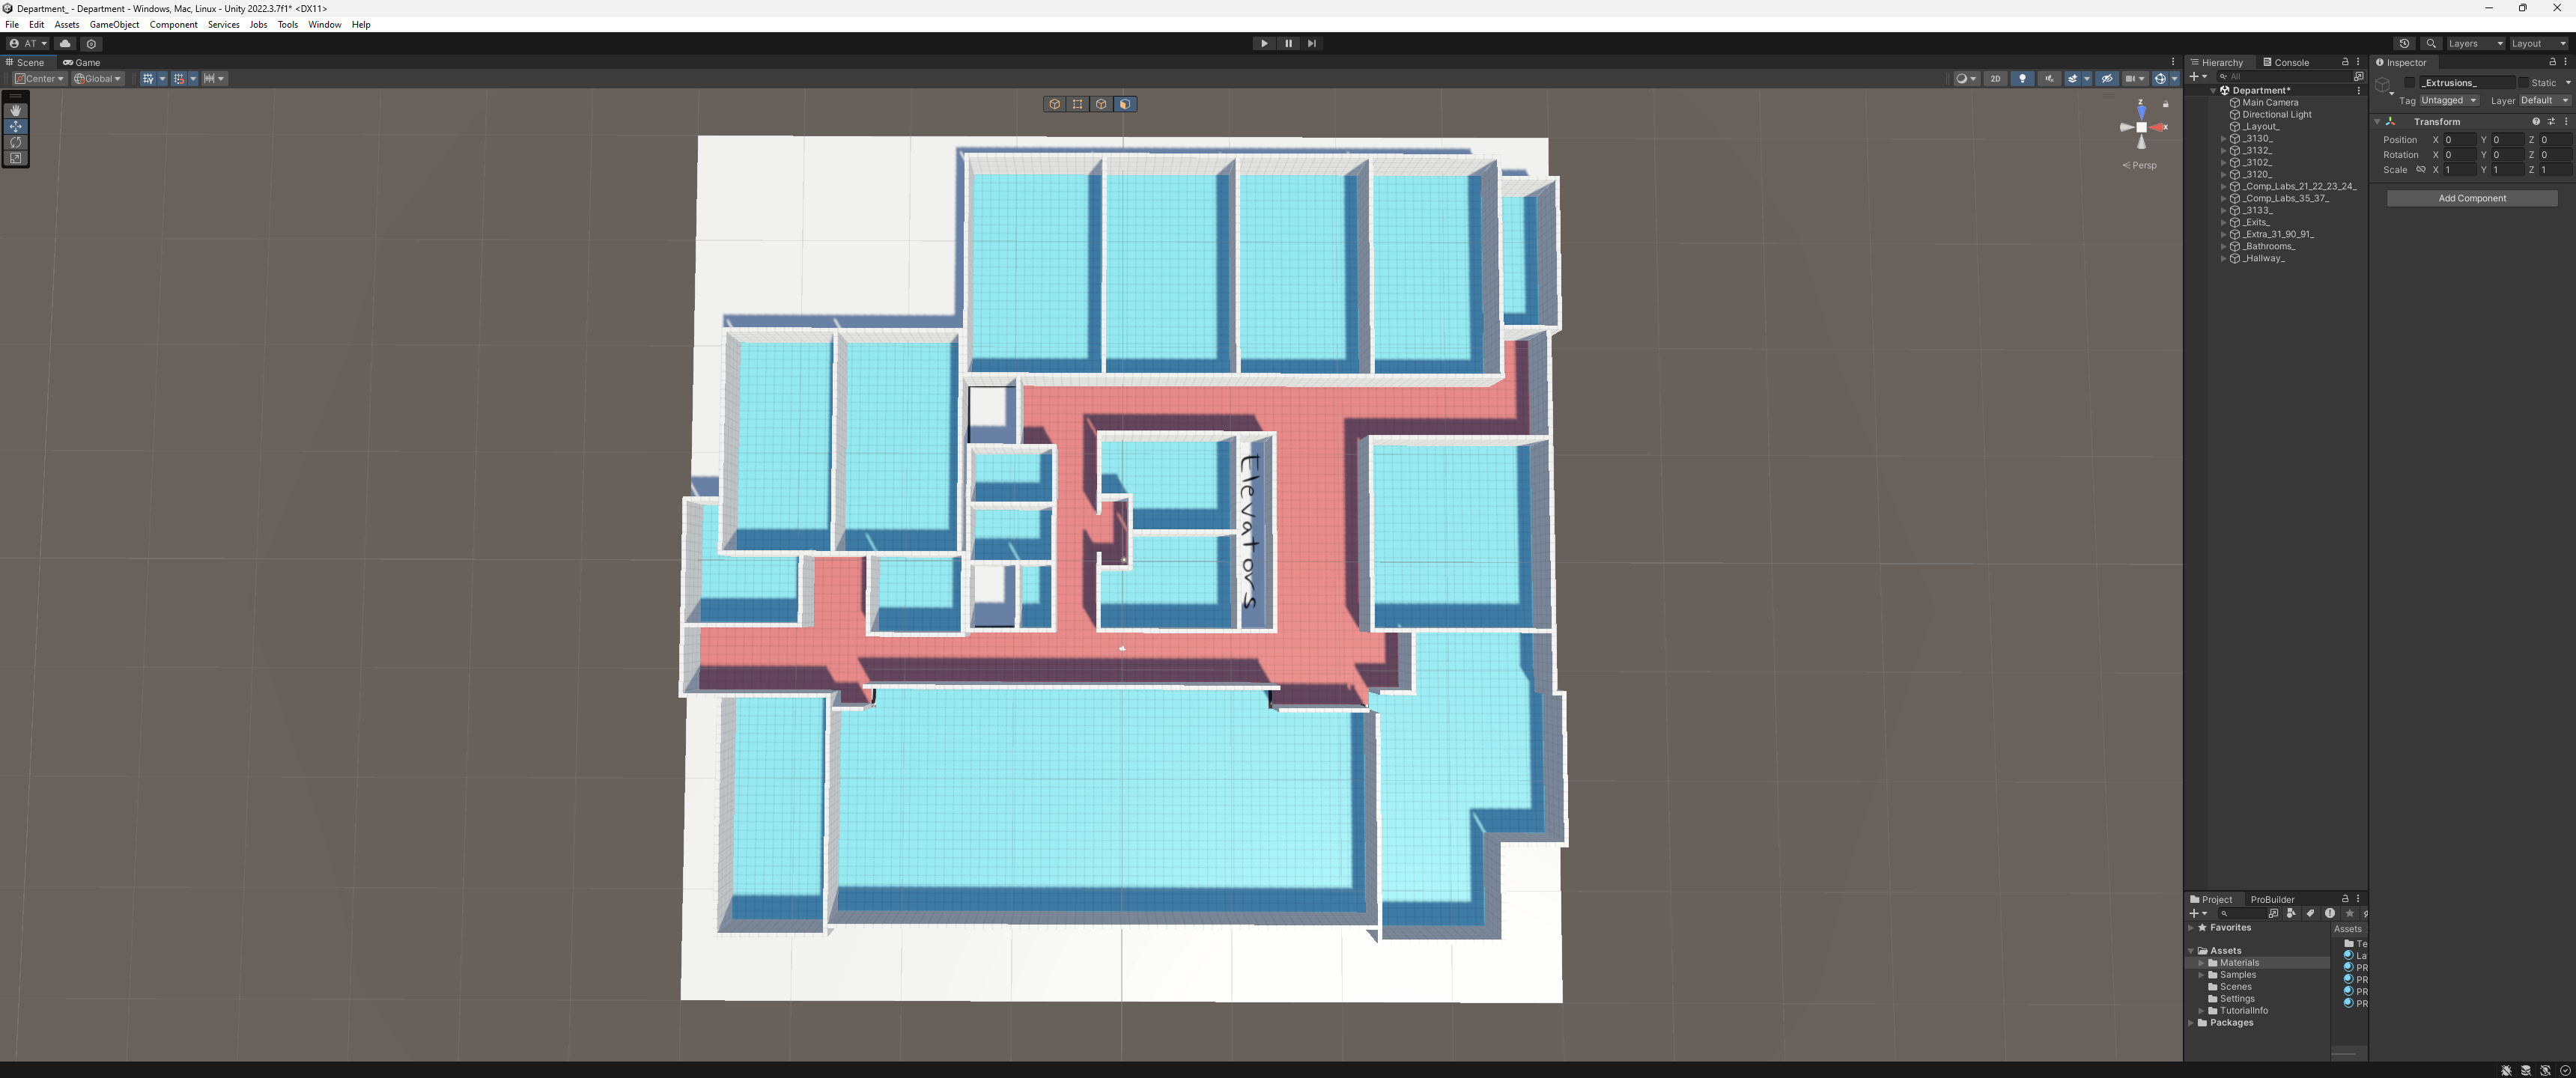 Department_ - Department - Windows, Mac, Linux - Unity 2022.3.7f1* <DX11>
File Edit Assets GameObject Component Services Jobs Tools Window Help
AT
Layers Layout
Scene Game
Center Global
2D
z
x
Persp
Elevators
Hierarchy Console
All
Department*
Main Camera
Directional Light
_Layout_
_3130_
_3132_
_3102_
_3120_
_Comp_Labs_21_22_23_24_
_Comp_Labs_35_37_
_3133_
_Exits_
_Extra_31_90_91_
_Bathrooms_
_Hallway_
Project ProBuilder
Favorites
Assets
Materials
Samples
Scenes
Settings
TutorialInfo
Packages
Assets
Te
La
PR
PR
PR
PR
Inspector
_Extrusions_ Static
Tag Untagged Layer Default
Transform
Position X 0 Y 0 Z 0
Rotation X 0 Y 0 Z 0
Scale X 1 Y 1 Z 1
Add Component